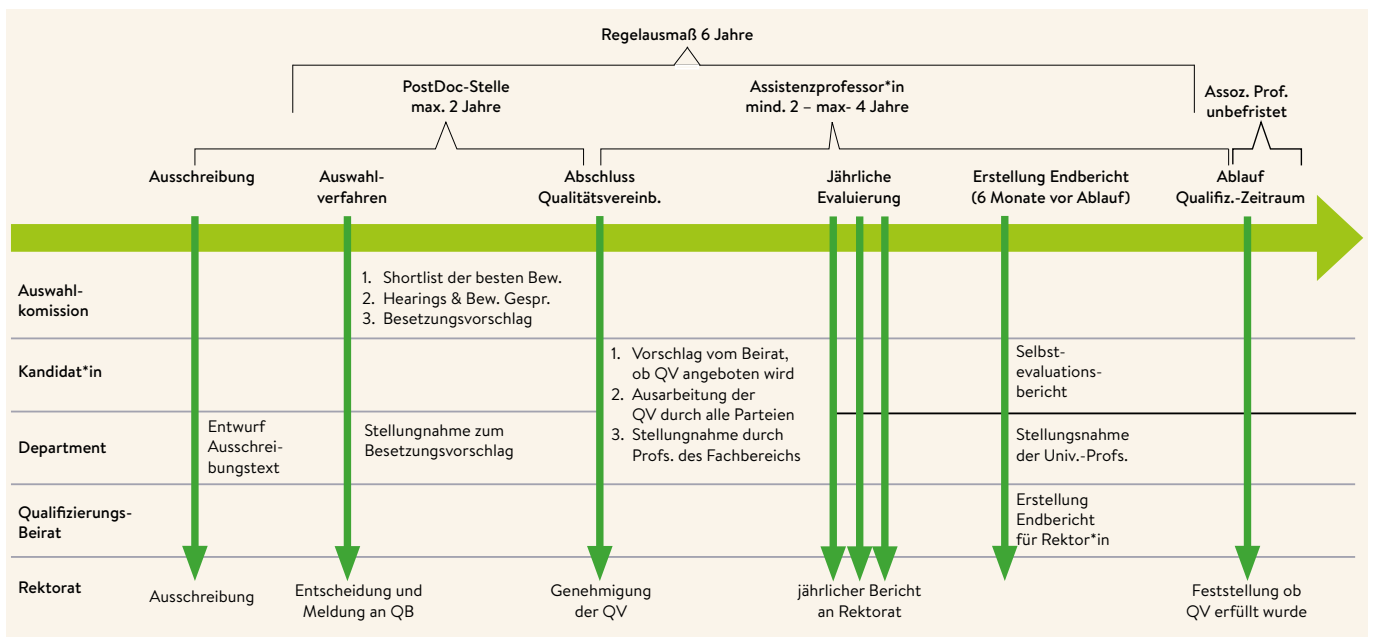 Regelausmaß 6 Jahre
PostDoc-Stelle
max. 2 Jahre
Assistenzprofessor*in
mind. 2 – max- 4 Jahre
Assoz. Prof.
unbefristet
Ausschreibung
Auswahl-
verfahren
Abschluss
Qualitätsvereinb.
Jährliche
Evaluierung
Erstellung Endbericht
(6 Monate vor Ablauf)
Ablauf
Qualifiz.-Zeitraum
Auswahl-
komission
1. Shortlist der besten Bew.
2. Hearings & Bew. Gespr.
3. Besetzungsvorschlag
Kandidat*in
1. Vorschlag vom Beirat,
ob QV angeboten wird
2. Ausarbeitung der
QV durch alle Parteien
3. Stellungnahme durch
Profs. des Fachbereichs
Selbst-
evaluations-
bericht
Department
Entwurf
Ausschrei-
bungstext
Stellungnahme zum
Besetzungsvorschlag
Stellungsnahme
der Univ.-Profs.
Qualifizierungs-
Beirat
Erstellung
Endbericht
für Rektor*in
Rektorat
Ausschreibung
Entscheidung und
Meldung an QB
Genehmigung
der QV
jährlicher Bericht
an Rektorat
Feststellung ob
QV erfüllt wurde